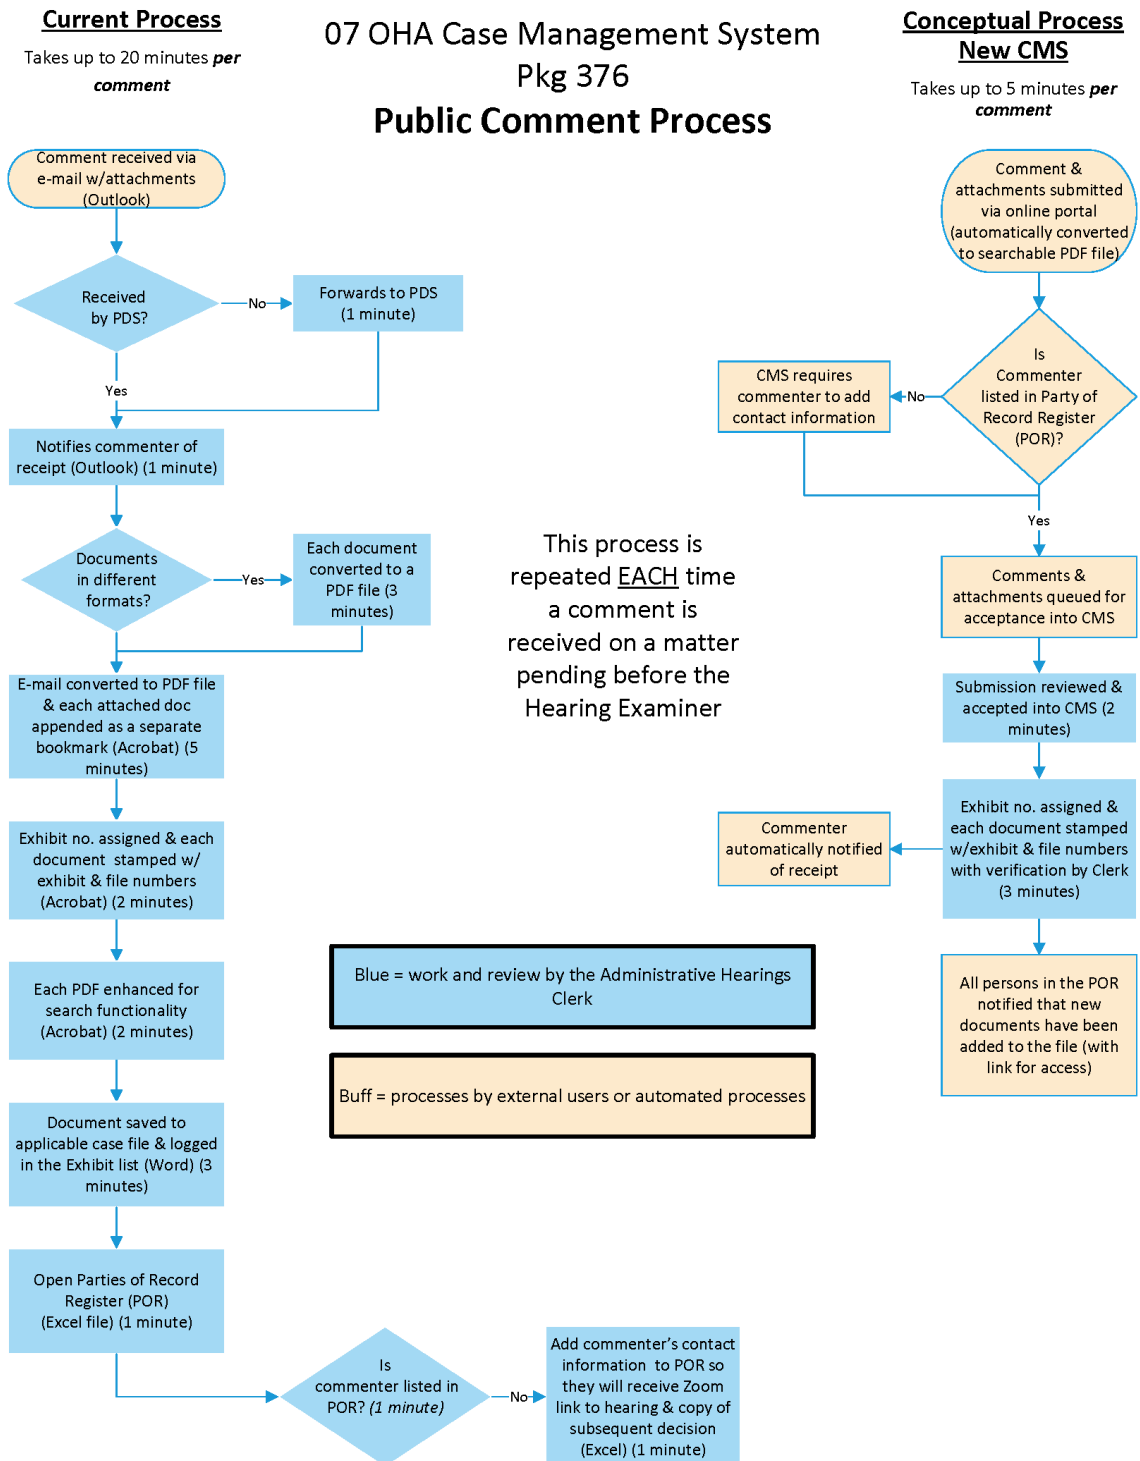 Current Process
Takes up to 20 minutes per
comment
07 OHA Case Management System
Pkg 376
Public Comment Process
Conceptual Process
New CMS
Takes up to 5 minutes per
comment
Comment received via
e-mail w/attachments
(Outlook)
Received
by PDS?
No
Forwards to PDS
(1 minute)
Yes
Notifies commenter of
receipt (Outlook) (1 minute)
Documents
in different
formats?
Yes
Each document
converted to a
PDF file (3
minutes)
E-mail converted to PDF file
& each attached doc
appended as a separate
bookmark (Acrobat) (5
minutes)
Exhibit no. assigned & each
document stamped w/
exhibit & file numbers
(Acrobat) (2 minutes)
Each PDF enhanced for
search functionality
(Acrobat) (2 minutes)
Document saved to
applicable case file & logged
in the Exhibit list (Word) (3
minutes)
Open Parties of Record
Register (POR)
(Excel file) (1 minute)
Is
commenter listed in
POR? (1 minute)
No
Add commenter's contact
information to POR so
they will receive Zoom
link to hearing & copy of
subsequent decision
(Excel) (1 minute)
This process is
repeated EACH time
a comment is
received on a matter
pending before the
Hearing Examiner
Blue = work and review by the Administrative Hearings
Clerk
Buff = processes by external users or automated processes
Comment &
attachments submitted
via online portal
(automatically converted
to searchable PDF file)
Is
Commenter
listed in Party of
Record Register
(POR)?
No
CMS requires
commenter to add
contact information
Yes
Comments &
attachments queued for
acceptance into CMS
Submission reviewed &
accepted into CMS (2
minutes)
Exhibit no. assigned &
each document stamped
w/exhibit & file numbers
with verification by Clerk
(3 minutes)
Commenter
automatically notified
of receipt
All persons in the POR
notified that new
documents have been
added to the file (with
link for access)